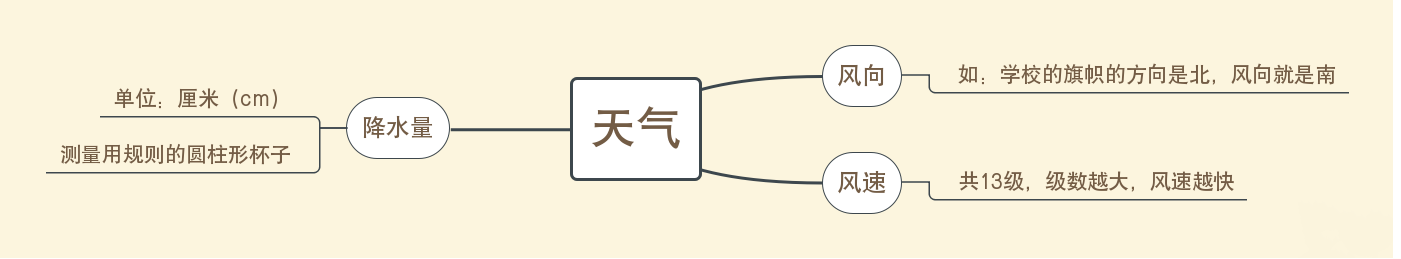 天气
降水量
单位：厘米（cm）
测量用规则的圆柱形杯子
风向
如：学校的旗帜的方向是北，风向就是南
风速
共13级，级数越大，风速越快